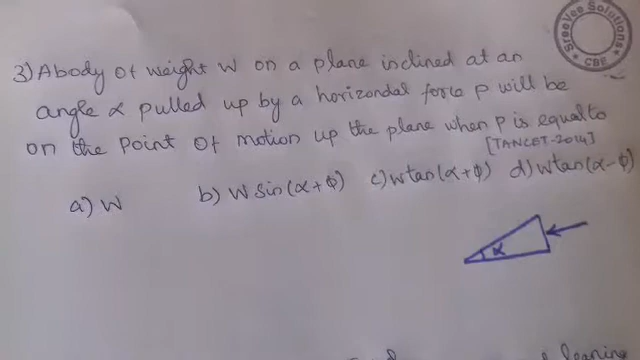 SreeVee Solutions
CBE
3) A body of weight W on a plane inclined at an
angle α pulled up by a horizondal force p will be
on the point of motion up the plane when p is equal to
[TANCET-2014]
a) W b) W sin(α+φ) c) W tan(α+φ) d) W tan(α-φ)
α
learning